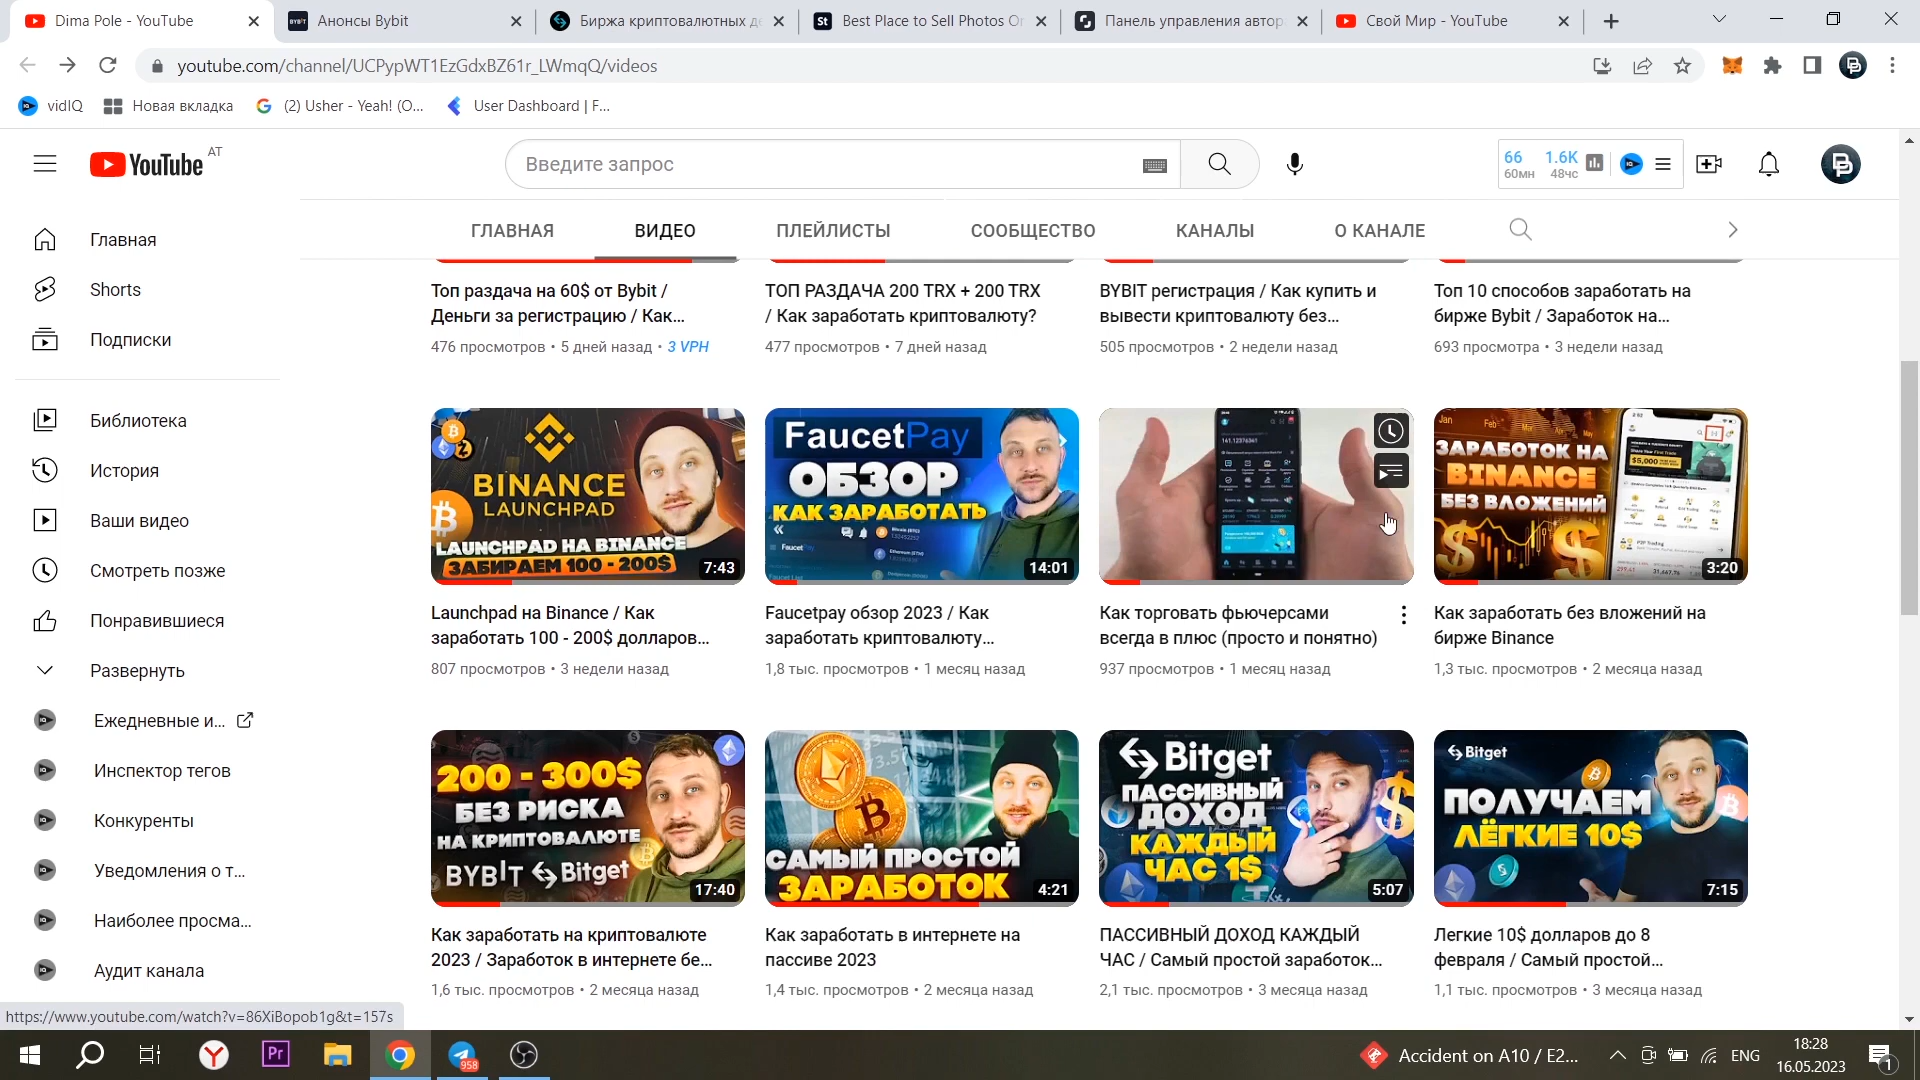 Dima Pole - YouTube
Анонсы Bybit
Биржа криптовалютных де
Best Place to Sell Photos On
Панель управления автор
Свой Мир - YouTube
youtube.com/channel/UCPypWT1EzGdxBZ61r_LWmqQ/videos
vidIQ
Новая вкладка
(2) Usher - Yeah! (O...
User Dashboard | F...
YouTube AT
Введите запрос
66 1.6K
60мн 48чс
ГЛАВНАЯ ВИДЕО ПЛЕЙЛИСТЫ СООБЩЕСТВО КАНАЛЫ О КАНАЛЕ
Главная
Shorts
Подписки
Библиотека
История
Ваши видео
Смотреть позже
Понравившиеся
Развернуть
Ежедневные и...
Инспектор тегов
Конкуренты
Уведомления о т...
Наиболее просма...
Аудит канала
Топ раздача на 60$ от Bybit /
Деньги за регистрацию / Как...
476 просмотров • 5 дней назад • 3 VPH
ТОП РАЗДАЧА 200 TRX + 200 TRX
/ Как заработать криптовалюту?
477 просмотров • 7 дней назад
BYBIT регистрация / Как купить и
вывести криптовалюту без...
505 просмотров • 2 недели назад
Топ 10 способов заработать на
бирже Bybit / Заработок на...
693 просмотра • 3 недели назад
BINANCE
LAUNCHPAD
LAUNCHPAD НА BINANCE
ЗАБИРАЕМ 100 - 200$
7:43
Launchpad на Binance / Как
заработать 100 - 200$ долларов...
807 просмотров • 3 недели назад
FaucetPay
ОБЗОР
КАК ЗАРАБОТАТЬ
14:01
Faucetpay обзор 2023 / Как
заработать криптовалюту...
1,8 тыс. просмотров • 1 месяц назад
Как торговать фьючерсами
всегда в плюс (просто и понятно)
937 просмотров • 1 месяц назад
Jan Feb
ЗАРАБОТОК НА
BINANCE
БЕЗ ВЛОЖЕНИЙ
$5,000
3:20
Как заработать без вложений на
бирже Binance
1,3 тыс. просмотров • 2 месяца назад
200 - 300$
БЕЗ РИСКА
НА КРИПТОВАЛЮТЕ
BYBIT Bitget
17:40
Как заработать на криптовалюте
2023 / Заработок в интернете бе...
1,6 тыс. просмотров • 2 месяца назад
САМЫЙ ПРОСТОЙ
ЗАРАБОТОК
4:21
Как заработать в интернете на
пассиве 2023
1,4 тыс. просмотров • 2 месяца назад
Bitget
ПАССИВНЫЙ
ДОХОД
КАЖДЫЙ
ЧАС 1$
5:07
ПАССИВНЫЙ ДОХОД КАЖДЫЙ
ЧАС / Самый простой заработок...
2,1 тыс. просмотров • 3 месяца назад
Bitget
ПОЛУЧАЕМ
ЛЁГКИЕ 10$
7:15
Легкие 10$ долларов до 8
февраля / Самый простой...
1,1 тыс. просмотров • 3 месяца назад
https://www.youtube.com/watch?v=86XiBopob1g&t=157s
958
Accident on A10 / E2...
ENG
18:28
16.05.2023
1